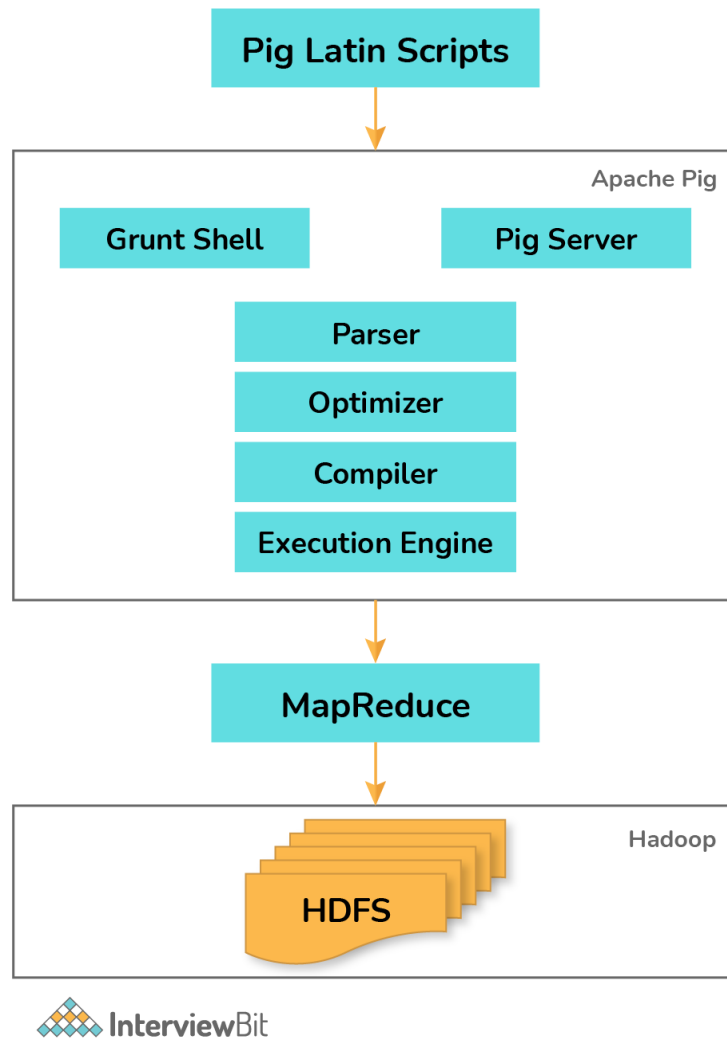 Pig Latin Scripts
Apache Pig
Grunt Shell
Pig Server
Parser
Optimizer
Compiler
Execution Engine
MapReduce
Hadoop
HDFS
InterviewBit